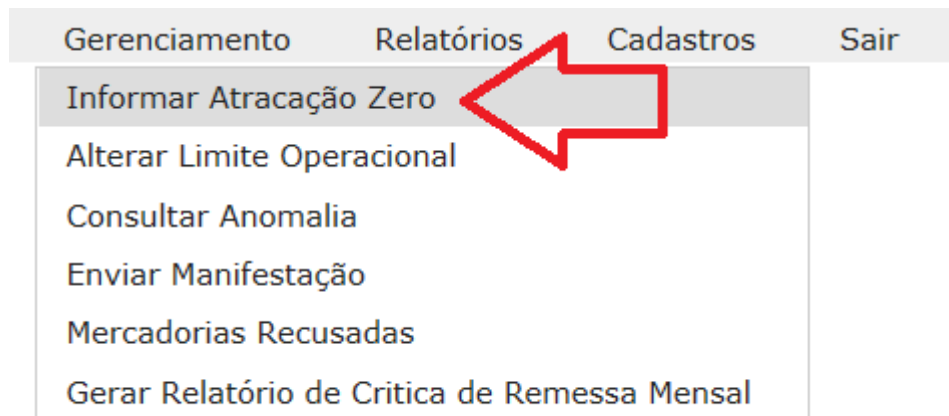 Gerenciamento Relatórios Cadastros Sair
Informar Atracação Zero
Alterar Limite Operacional
Consultar Anomalia
Enviar Manifestação
Mercadorias Recusadas
Gerar Relatório de Critica de Remessa Mensal